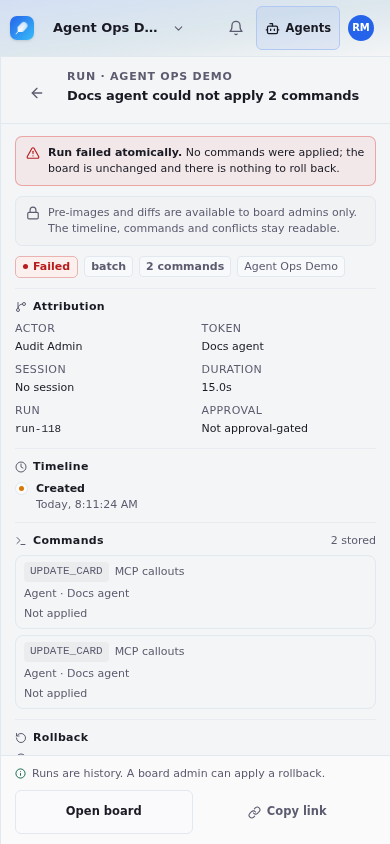 Agent Ops D...
Agents
RM
RUN · AGENT OPS DEMO
Docs agent could not apply 2 commands
Run failed atomically. No commands were applied; the
board is unchanged and there is nothing to roll back.
Pre-images and diffs are available to board admins only.
The timeline, commands and conflicts stay readable.
Failed
batch
2 commands
Agent Ops Demo
Attribution
ACTOR
TOKEN
Audit Admin
Docs agent
SESSION
DURATION
No session
15.0s
RUN
APPROVAL
run-118
Not approval-gated
Timeline
Created
Today, 8:11:24 AM
Commands
2 stored
UPDATE_CARD MCP callouts
Agent · Docs agent
Not applied
UPDATE_CARD MCP callouts
Agent · Docs agent
Not applied
Rollback
Runs are history. A board admin can apply a rollback.
Open board
Copy link